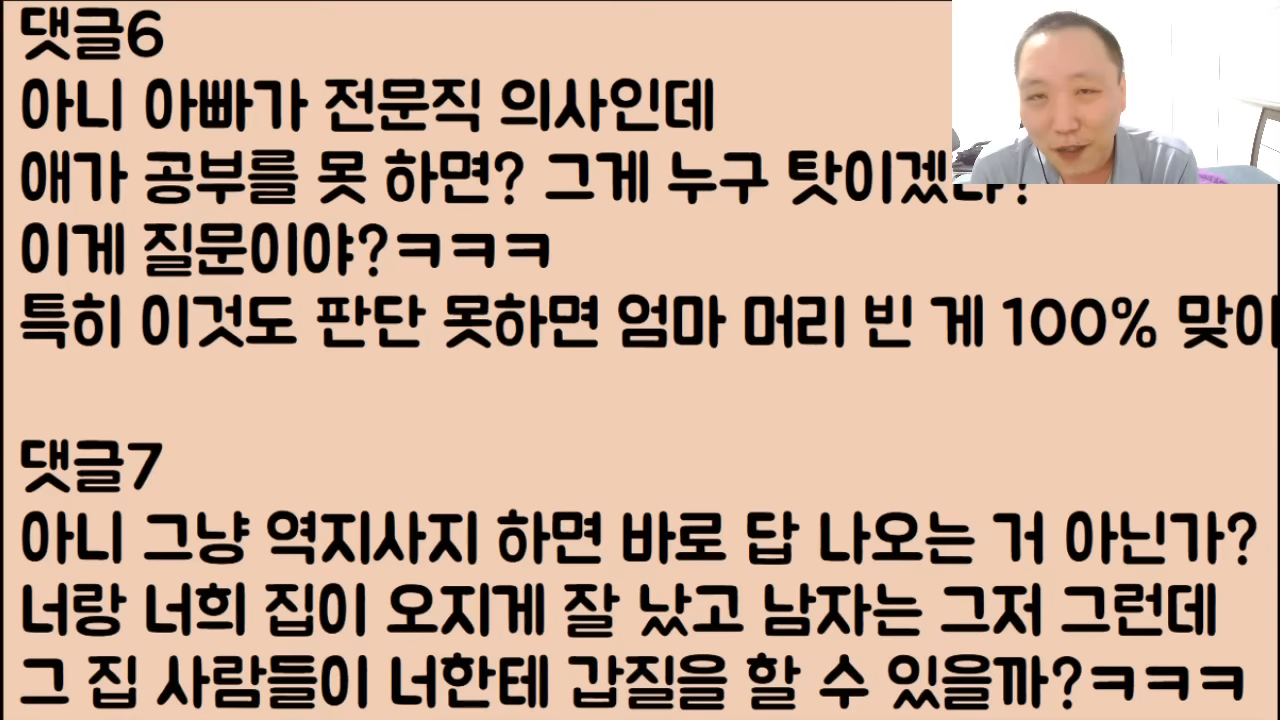 댓글6
아니 아빠가 전문직 의사인데
애가 공부를 못 하면? 그게 누구 탓이겠
이게 질문이야?ㅋㅋㅋ
특히 이것도 판단 못하면 엄마 머리 빈 게 100% 맞
댓글7
아니 그냥 역지사지 하면 바로 답 나오는 거 아닌가?
너랑 너희 집이 오지게 잘 났고 남자는 그저 그런데
그 집 사람들이 너한테 갑질을 할 수 있을까?ㅋㅋㅋ